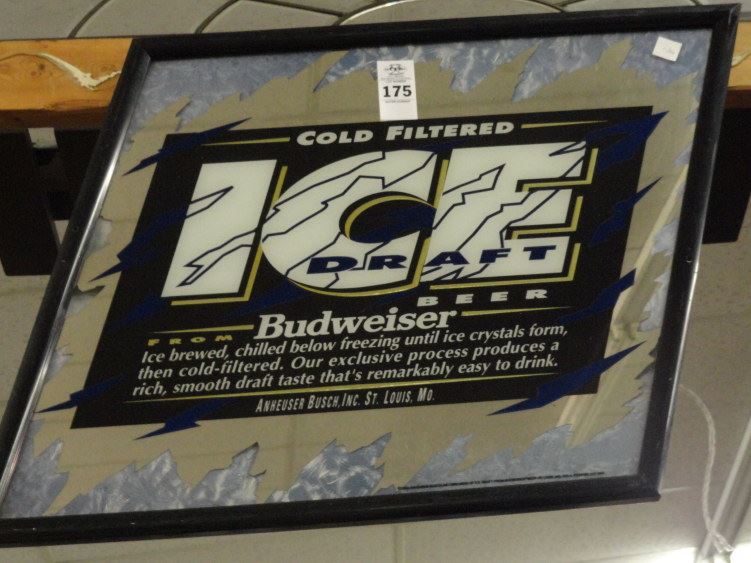 175
COLD FILTERED
ICE
DRAFT
BEER
FROM Budweiser
Ice brewed, chilled below freezing until ice crystals form,
then cold-filtered. Our exclusive process produces a
rich, smooth draft taste that's remarkably easy to drink.
ANHEUSER BUSCH, INC. ST. LOUIS, MO.